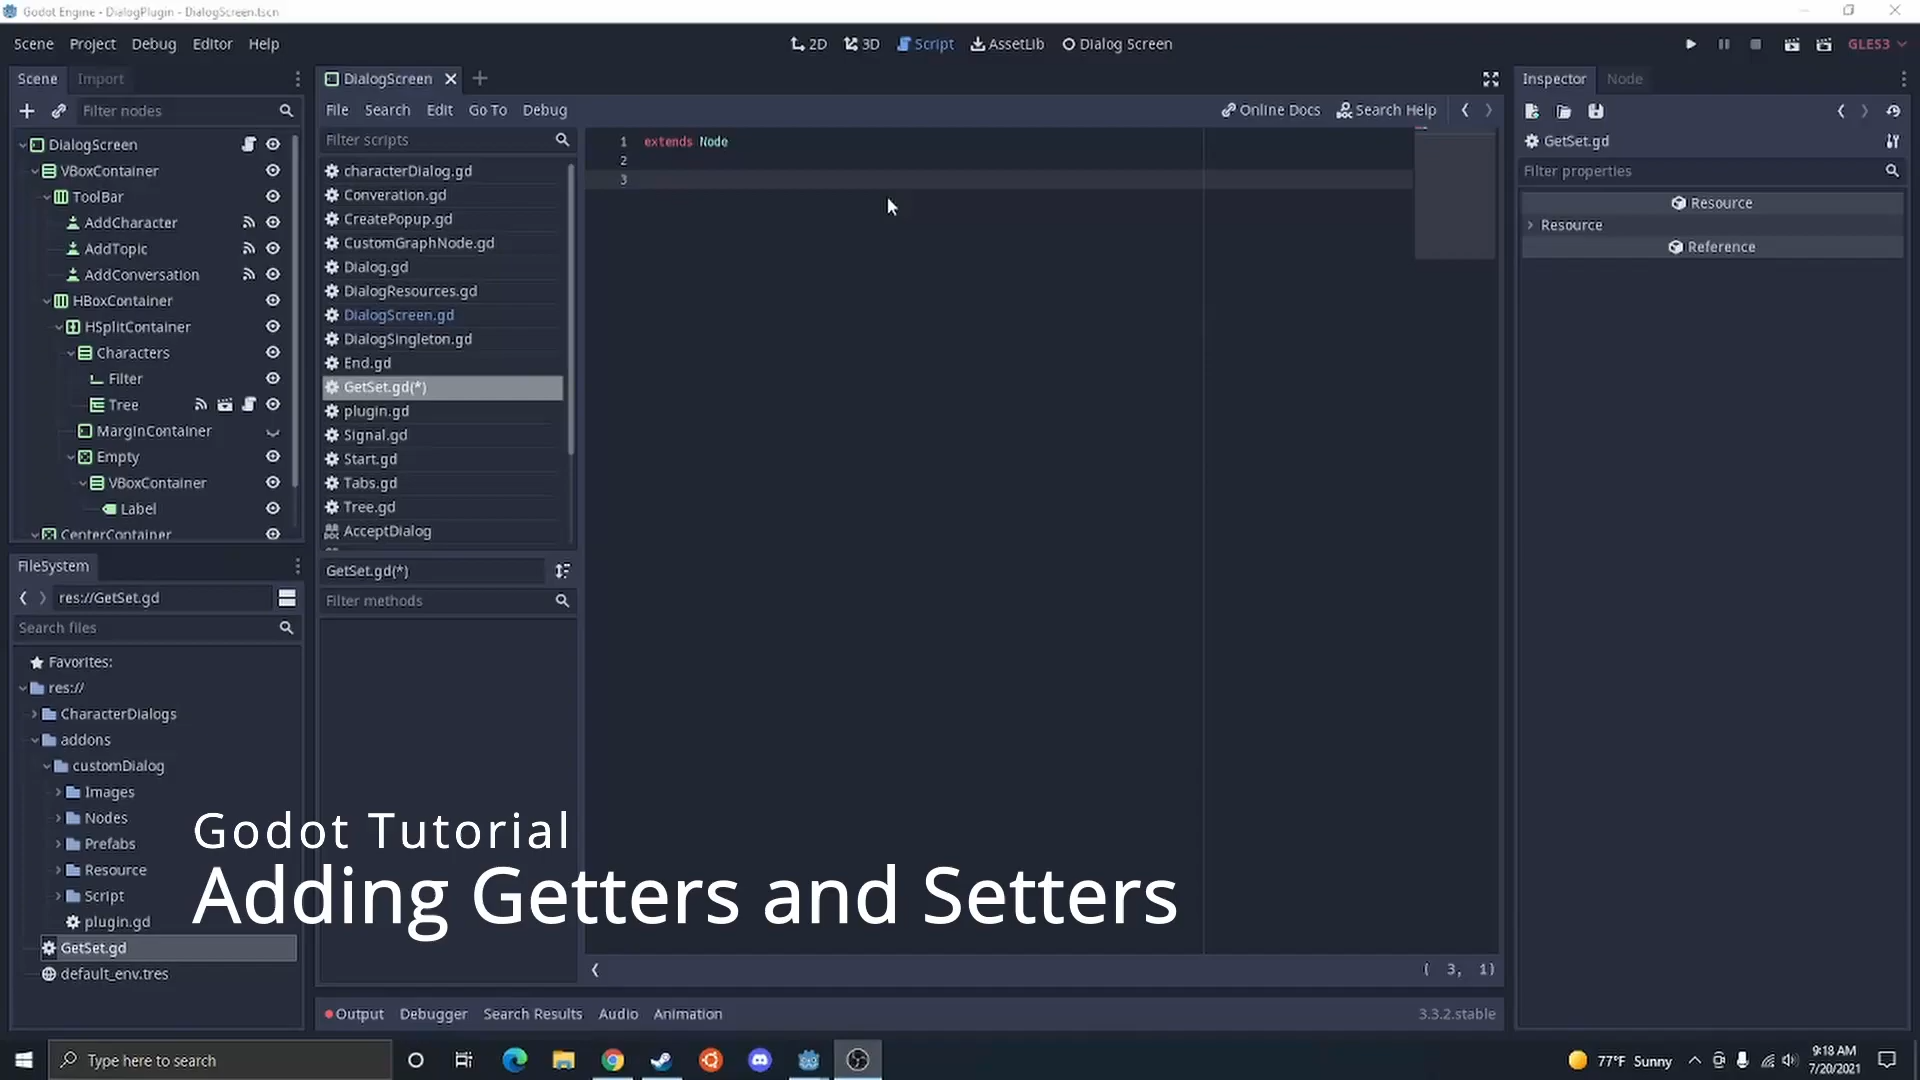 Godot Engine - DialogPlugin - DialogScreen.tscn
Scene Project Debug Editor Help
2D 3D Script AssetLib Dialog Screen
GLES3
Scene Import
Filter nodes
DialogScreen
VBoxContainer
ToolBar
AddCharacter
AddTopic
AddConversation
HBoxContainer
HSplitContainer
Characters
Filter
Tree
MarginContainer
Empty
VBoxContainer
Label
CenterContainer
FileSystem
res://GetSet.gd
Search files
Favorites:
res://
CharacterDialogs
addons
customDialog
Images
Nodes
Prefabs
Resource
Script
plugin.gd
GetSet.gd
default_env.tres
DialogScreen
File Search Edit Go To Debug
Online Docs Search Help
Filter scripts
characterDialog.gd
Converation.gd
CreatePopup.gd
CustomGraphNode.gd
Dialog.gd
DialogResources.gd
DialogScreen.gd
DialogSingleton.gd
End.gd
GetSet.gd(*)
plugin.gd
Signal.gd
Start.gd
Tabs.gd
Tree.gd
AcceptDialog
GetSet.gd(*)
Filter methods
1 extends Node
2
3
( 3, 1)
Output Debugger Search Results Audio Animation
3.3.2.stable
Inspector Node
GetSet.gd
Filter properties
Resource
Resource
Reference
Godot Tutorial
Adding Getters and Setters
Type here to search
77°F Sunny
9:18 AM
7/20/2021